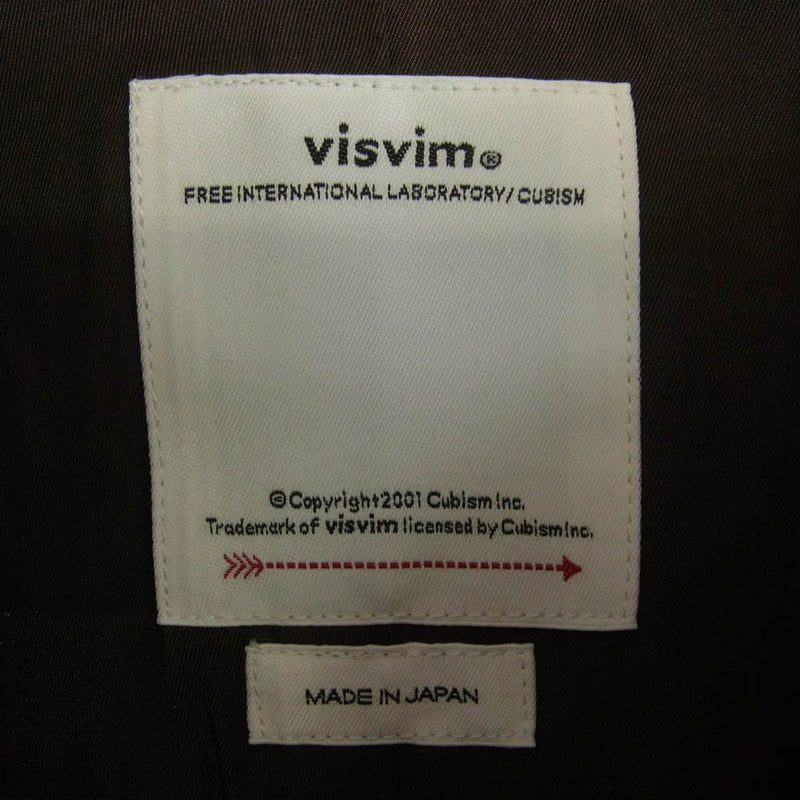 visvim®
FREE INTERNATIONAL LABORATORY/ CUBISM
©Copyright2001 Cubism Inc.
Trademark of visvim licensed by Cubism Inc.
MADE IN JAPAN